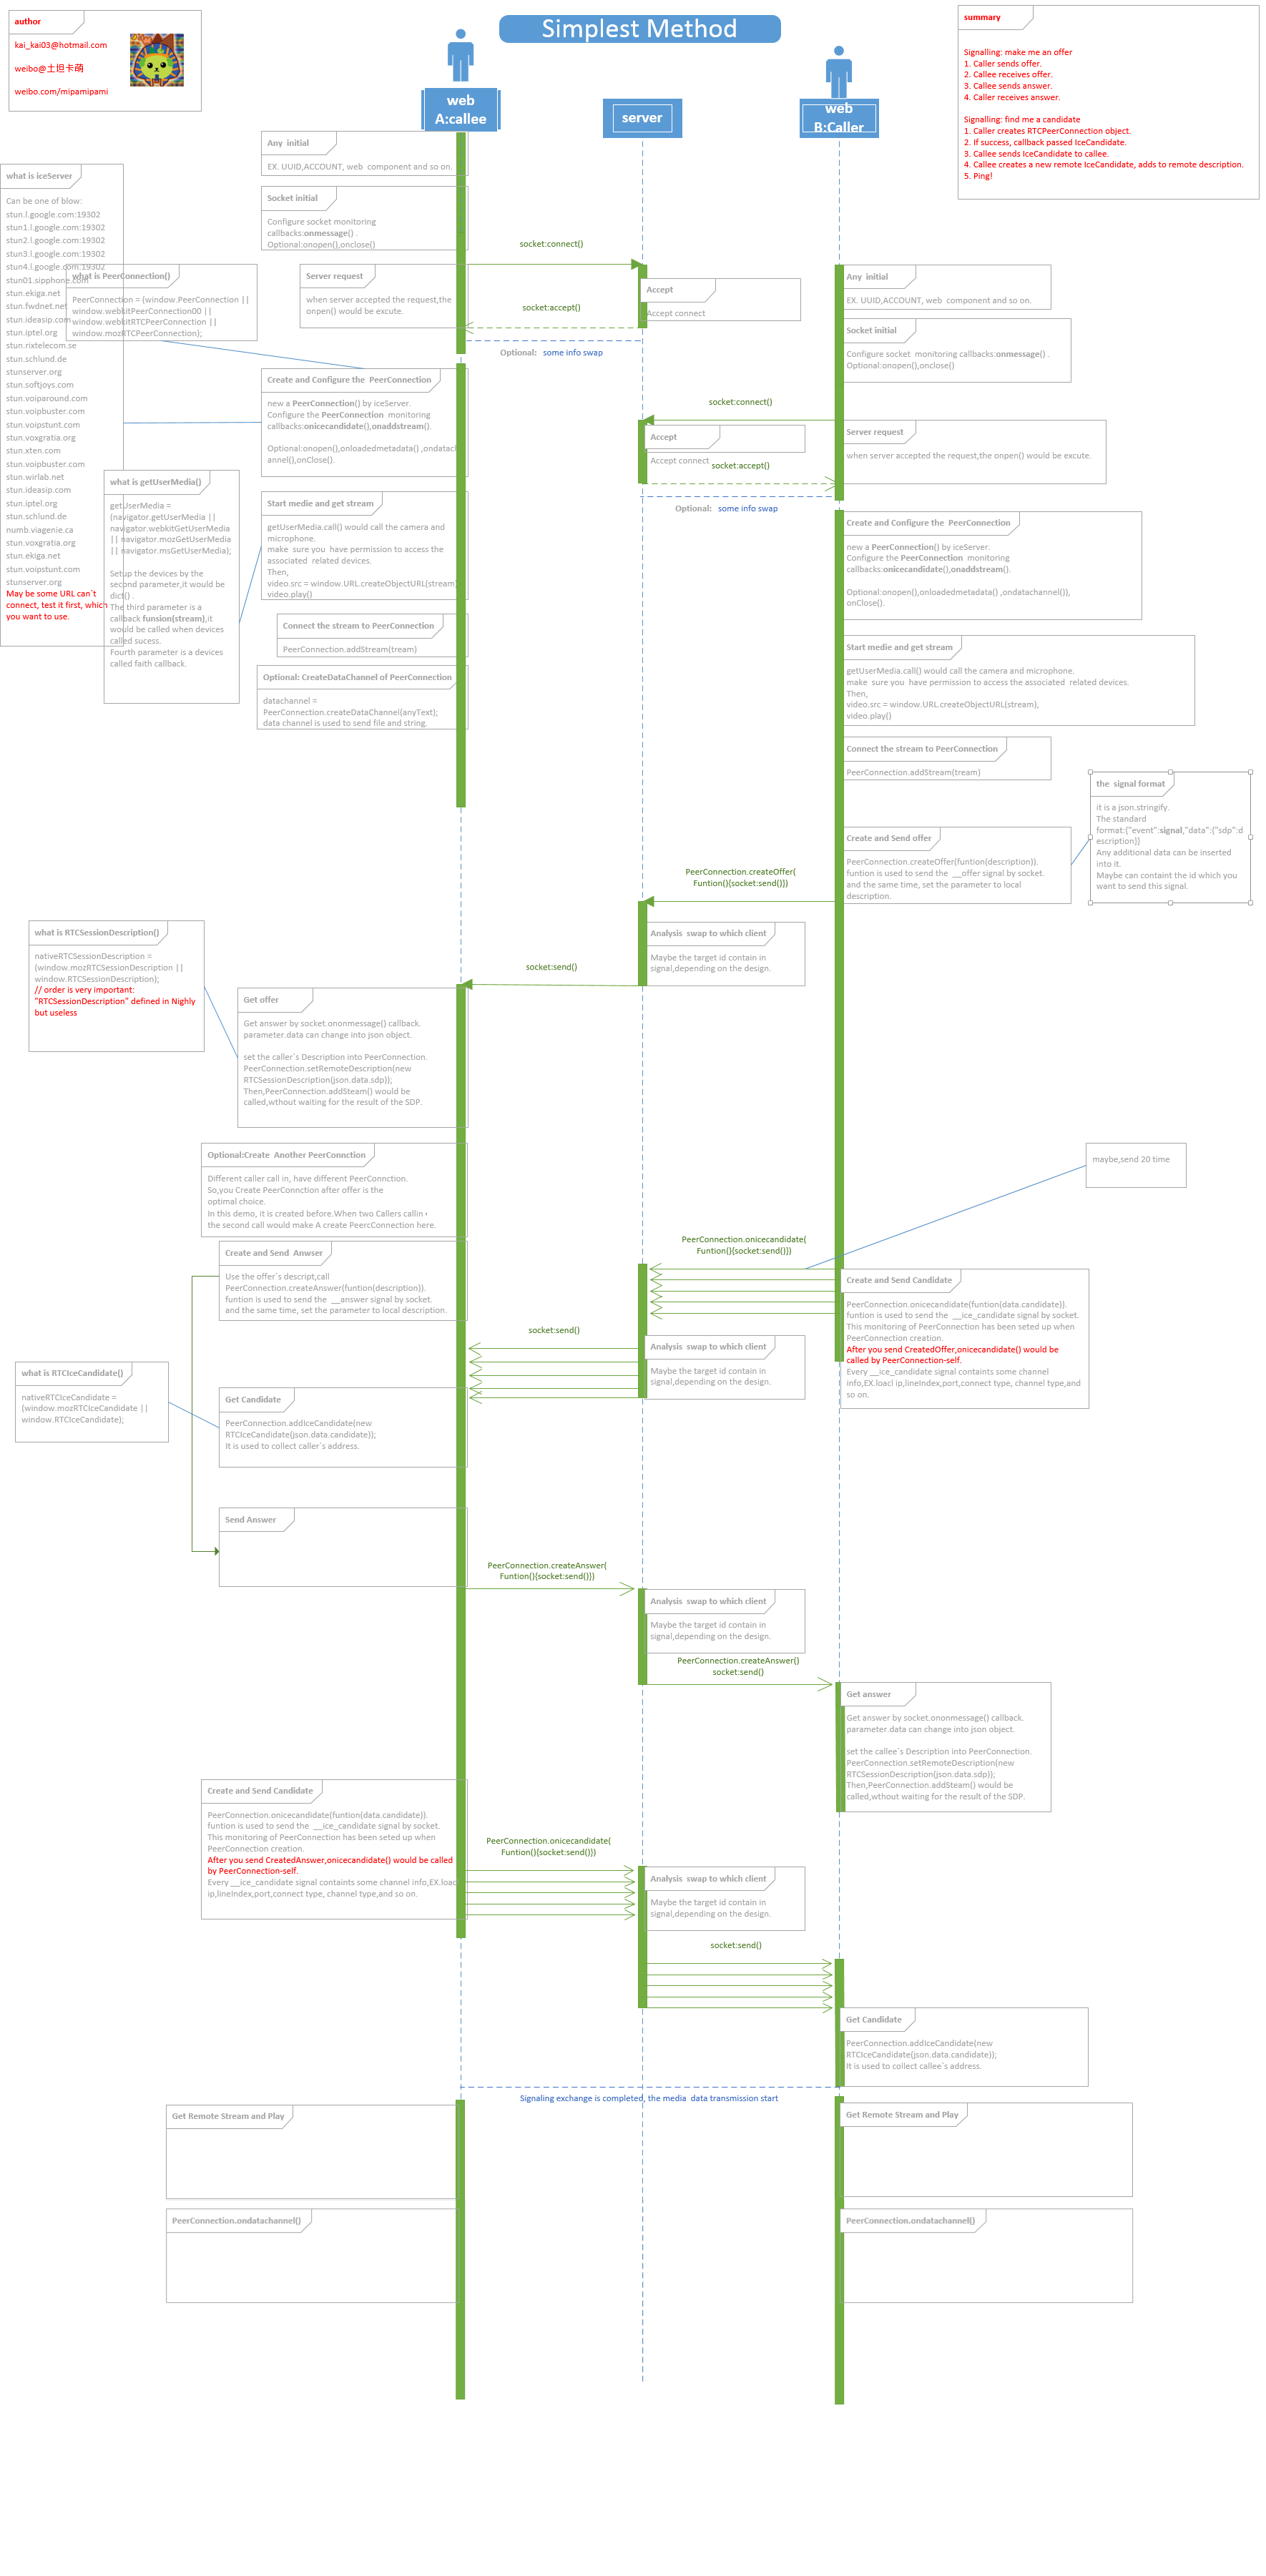 Simplest Method
author
kai_kai03@hotmail.com
weibo@土坦卡萌
weibo.com/mipamipami
summary
Signalling: make me an offer
1. Caller sends offer.
2. Callee receives offer.
3. Callee sends answer.
4. Caller receives answer.
Signalling: find me a candidate
1. Caller creates RTCPeerConnection object.
2. If success, callback passed IceCandidate.
3. Callee sends IceCandidate to callee.
4. Callee creates a new remote IceCandidate, adds to remote description.
5. Ping!
web
A:callee
server
web
B:Caller
Any initial
EX. UUID,ACCOUNT, web component and so on.
what is iceServer
Can be one of blow:
stun.l.google.com:19302
stun1.l.google.com:19302
stun2.l.google.com:19302
stun3.l.google.com:19302
stun4.l.google.com:19302
stun01.sipphone.com
stun.ekiga.net
stun.fwdnet.net
stun.ideasip.com
stun.iptel.org
stun.rixtelecom.se
stun.schlund.de
stunserver.org
stun.softjoys.com
stun.voiparound.com
stun.voipbuster.com
stun.voipstunt.com
stun.voxgratia.org
stun.xten.com
stun.voipbuster.com
stun.wirlab.net
stun.ideasip.com
stun.iptel.org
stun.schlund.de
numb.viagenie.ca
stun.voxgratia.org
stun.ekiga.net
stun.voipstunt.com
stunserver.org
May be some URL can`t
connect, test it first, which
you want to use.
Socket initial
Configure socket monitoring
callbacks:onmessage() .
Optional:onopen(),onclose()
socket:connect()
what is PeerConnection()
PeerConnection = (window.PeerConnection ||
window.webkitPeerConnection00 ||
window.webkitRTCPeerConnection ||
window.mozRTCPeerConnection);
Server request
when server accepted the request,the
onpen() would be excute.
Accept
Accept connect
socket:accept()
Optional: some info swap
Any initial
EX. UUID,ACCOUNT, web component and so on.
Socket initial
Configure socket monitoring callbacks:onmessage() .
Optional:onopen(),onclose()
Create and Configure the PeerConnection
new a PeerConnection() by iceServer.
Configure the PeerConnection monitoring
callbacks:onicecandidate(),onaddstream().
Optional:onopen(),onloadedmetadata() ,ondatach
annel(),onClose().
socket:connect()
Accept
Accept connect
socket:accept()
Server request
when server accepted the request,the onpen() would be excute.
Optional: some info swap
what is getUserMedia()
getUserMedia =
(navigator.getUserMedia ||
navigator.webkitGetUserMedia
|| navigator.mozGetUserMedia
|| navigator.msGetUserMedia);
Setup the devices by the
second parameter,it would be
dict() .
The third parameter is a
callback funsion(stream),it
would be called when devices
called sucess.
Fourth parameter is a devices
called faith callback.
Start medie and get stream
getUserMedia.call() would call the camera and
microphone.
make sure you have permission to access the
associated related devices.
Then,
video.src = window.URL.createObjectURL(stream)
video.play()
Connect the stream to PeerConnection
PeerConnection.addStream(tream)
Optional: CreateDataChannel of PeerConnection
datachannel =
PeerConnection.createDataChannel(anyText);
data channel is used to send file and string.
Create and Configure the PeerConnection
new a PeerConnection() by iceServer.
Configure the PeerConnection monitoring
callbacks:onicecandidate(),onaddstream().
Optional:onopen(),onloadedmetadata() ,ondatachannel()),
onClose().
Start medie and get stream
getUserMedia.call() would call the camera and microphone.
make sure you have permission to access the associated related devices.
Then,
video.src = window.URL.createObjectURL(stream),
video.play()
Connect the stream to PeerConnection
PeerConnection.addStream(tream)
the signal format
it is a json.stringify.
The standard
format:{"event":signal,"data":{"sdp":d
escription}}
Any additional data can be inserted
into it.
Maybe can containt the id which you
want to send this signal.
Create and Send offer
PeerConnection.createOffer(funtion(description)).
funtion is used to send the __offer signal by socket.
and the same time, set the parameter to local
description.
PeerConnection.createOffer(
Funtion(){socket:send()})
Analysis swap to which client
Maybe the target id contain in
signal,depending on the design.
socket:send()
what is RTCSessionDescription()
nativeRTCSessionDescription =
(window.mozRTCSessionDescription ||
window.RTCSessionDescription);
// order is very important:
"RTCSessionDescription" defined in Nighly
but useless
Get offer
Get answer by socket.ononmessage() callback.
parameter.data can change into json object.
set the caller`s Description into PeerConnection.
PeerConnection.setRemoteDescription(new
RTCSessionDescription(json.data.sdp));
Then,PeerConnection.addSteam() would be
called,wthout waiting for the result of the SDP.
Optional:Create Another PeerConnction
Different caller call in, have different PeerConnction.
So,you Create PeerConnction after offer is the
optimal choice.
In this demo, it is created before.When two Callers callin
the second call would make A create PeercConnection here.
maybe,send 20 time
PeerConnection.onicecandidate(
Funtion(){socket:send()})
Create and Send Anwser
Use the offer`s descript,call
PeerConnection.createAnswer(funtion(description)).
funtion is used to send the __answer signal by socket.
and the same time, set the parameter to local description.
Create and Send Candidate
PeerConnection.onicecandidate(funtion(data.candidate)).
funtion is used to send the __ice_candidate signal by socket.
This monitoring of PeerConnection has been seted up when
PeerConnection creation.
After you send CreatedOffer,onicecandidate() would be
called by PeerConnection-self.
Every __ice_candidate signal containts some channel
info,EX.loacl ip,lineIndex,port,connect type, channel type,and
so on.
socket:send()
Analysis swap to which client
Maybe the target id contain in
signal,depending on the design.
what is RTCIceCandidate()
nativeRTCIceCandidate =
(window.mozRTCIceCandidate ||
window.RTCIceCandidate);
Get Candidate
PeerConnection.addIceCandidate(new
RTCIceCandidate(json.data.candidate));
It is used to collect caller`s address.
Send Answer
PeerConnection.createAnswer(
Funtion(){socket:send()})
Analysis swap to which client
Maybe the target id contain in
signal,depending on the design.
PeerConnection.createAnswer()
socket:send()
Get answer
Get answer by socket.ononmessage() callback.
parameter.data can change into json object.
set the callee`s Description into PeerConnection.
PeerConnection.setRemoteDescription(new
RTCSessionDescription(json.data.sdp));
Then,PeerConnection.addSteam() would be
called,wthout waiting for the result of the SDP.
Create and Send Candidate
PeerConnection.onicecandidate(funtion(data.candidate)).
funtion is used to send the __ice_candidate signal by socket.
This monitoring of PeerConnection has been seted up when
PeerConnection creation.
After you send CreatedAnswer,onicecandidate() would be called
by PeerConnection-self.
Every __ice_candidate signal containts some channel info,EX.loac
ip,lineIndex,port,connect type, channel type,and so on.
PeerConnection.onicecandidate(
Funtion(){socket:send()})
Analysis swap to which client
Maybe the target id contain in
signal,depending on the design.
socket:send()
Get Candidate
PeerConnection.addIceCandidate(new
RTCIceCandidate(json.data.candidate));
It is used to collect callee`s address.
Signaling exchange is completed, the media data transmission start
Get Remote Stream and Play
Get Remote Stream and Play
PeerConnection.ondatachannel()
PeerConnection.ondatachannel()